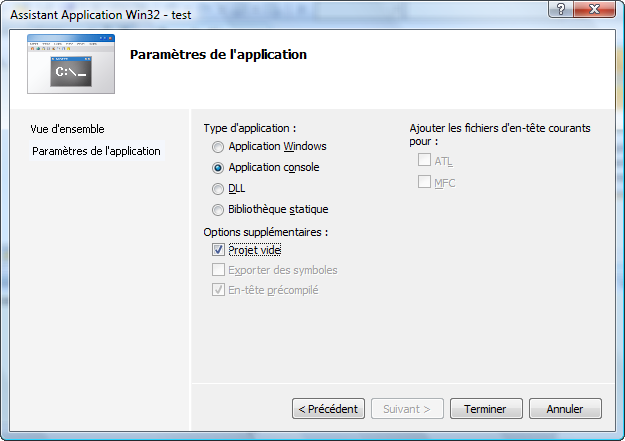 Assistant Application Win32 - test
C:\_
Paramètres de l'application
Vue d'ensemble
Paramètres de l'application
Type d'application :
Application Windows
Application console
DLL
Bibliothèque statique
Options supplémentaires :
Projet vide
Exporter des symboles
En-tête précompilé
Ajouter les fichiers d'en-tête courants
pour :
ATL
MFC
< Précédent
Suivant >
Terminer
Annuler